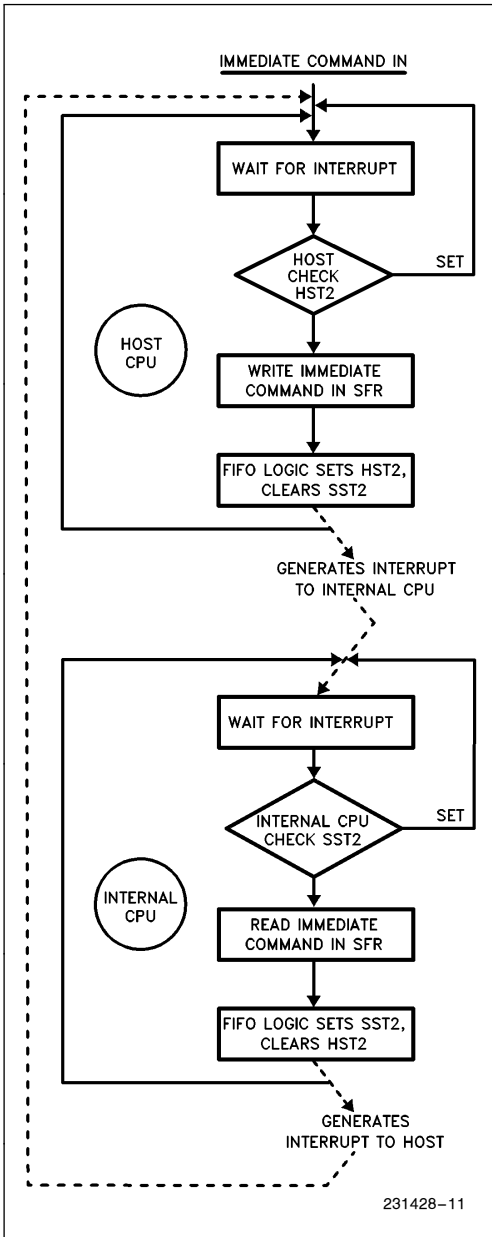 IMMEDIATE COMMAND IN
WAIT FOR INTERRUPT
HOST
CHECK
HST2
SET
HOST
CPU
WRITE IMMEDIATE
COMMAND IN SFR
FIFO LOGIC SETS HST2,
CLEARS SST2
GENERATES INTERRUPT
TO INTERNAL CPU
WAIT FOR INTERRUPT
INTERNAL CPU
CHECK SST2
SET
INTERNAL
CPU
READ IMMEDIATE
COMMAND IN SFR
FIFO LOGIC SETS SST2,
CLEARS HST2
GENERATES
INTERRUPT TO HOST
231428–11